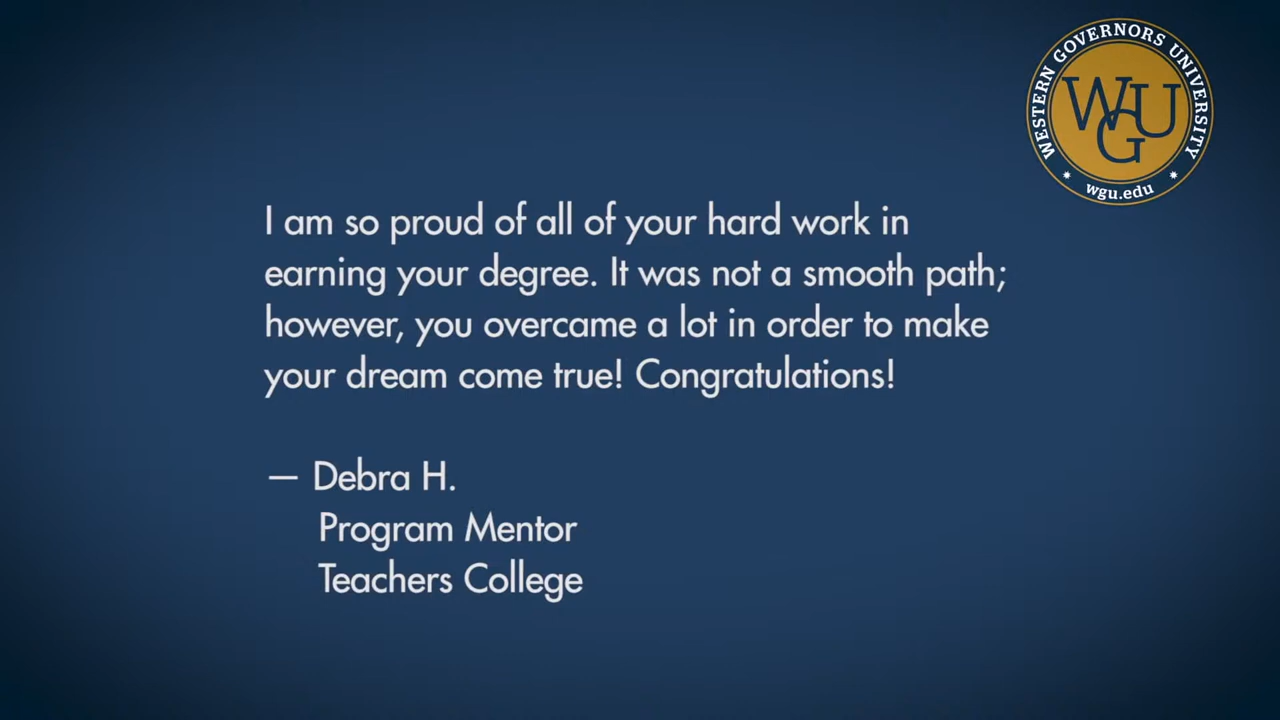 WESTERN GOVERNORS UNIVERSITY
WGU
wgu.edu
I am so proud of all of your hard work in
earning your degree. It was not a smooth path;
however, you overcame a lot in order to make
your dream come true! Congratulations!
— Debra H.
Program Mentor
Teachers College